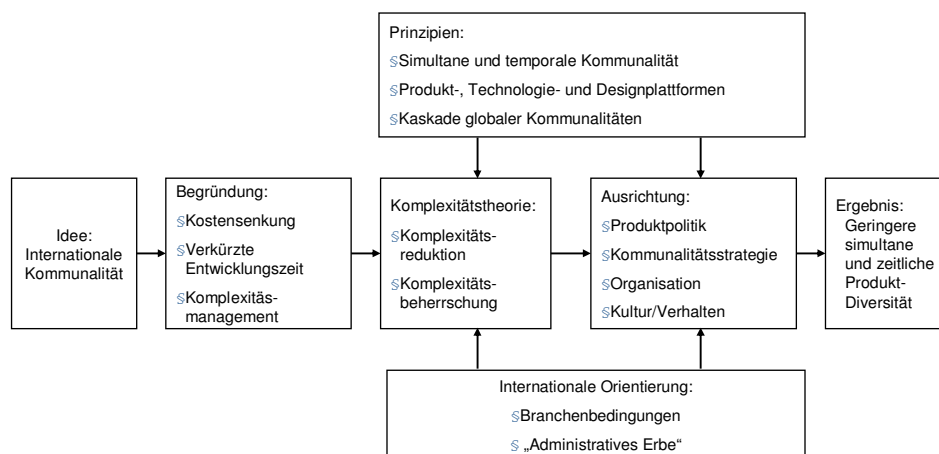 Prinzipien:
§Simultane und temporale Kommunalität
§Produkt-, Technologie- und Designplattformen
§Kaskade globaler Kommunalitäten
Idee:
Internationale
Kommunalität
Begründung:
§Kostensenkung
§Verkürzte
Entwicklungszeit
§Komplexitäs-
management
Komplexitätstheorie:
§Komplexitäts-
reduktion
§Komplexitäts-
beherrschung
Ausrichtung:
§Produktpolitik
§Kommunalitätsstrategie
§Organisation
§Kultur/Verhalten
Ergebnis:
Geringere
simultane
und zeitliche
Produkt-
Diversität
Internationale Orientierung:
§Branchenbedingungen
§ „Administratives Erbe“